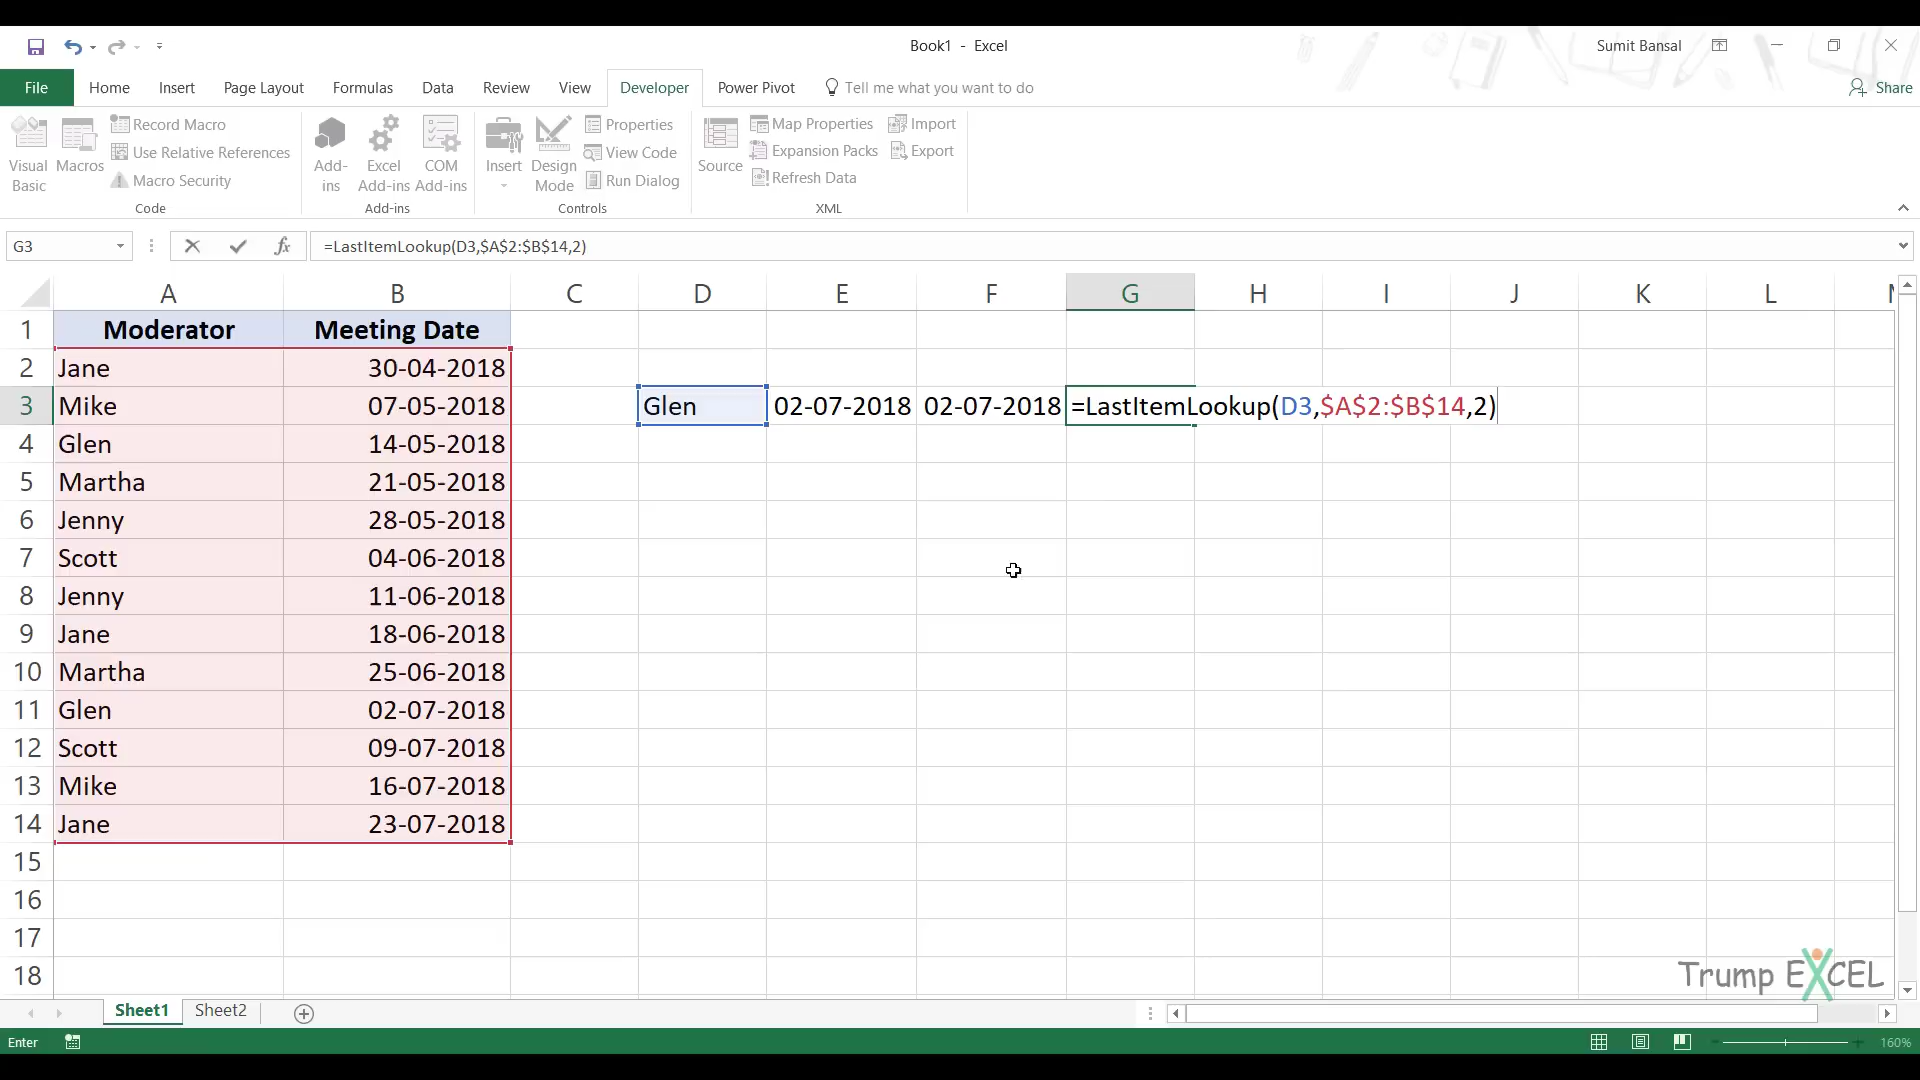 Book1 - Excel
Sumit Bansal
File Home Insert Page Layout Formulas Data Review View Developer Power Pivot Tell me what you want to do Share
Visual Basic
Macros
Record Macro
Use Relative References
Macro Security
Code
Add-ins
Excel Add-ins
COM Add-ins
Add-ins
Insert
Design Mode
Properties
View Code
Run Dialog
Controls
Source
Map Properties
Expansion Packs
Refresh Data
Import
Export
XML
G3 fx =LastItemLookup(D3,$A$2:$B$14,2)
A B C D E F G H I J K L
1 Moderator Meeting Date
2 Jane 30-04-2018
3 Mike 07-05-2018 Glen 02-07-2018 02-07-2018 =LastItemLookup(D3,$A$2:$B$14,2)
4 Glen 14-05-2018
5 Martha 21-05-2018
6 Jenny 28-05-2018
7 Scott 04-06-2018
8 Jenny 11-06-2018
9 Jane 18-06-2018
10 Martha 25-06-2018
11 Glen 02-07-2018
12 Scott 09-07-2018
13 Mike 16-07-2018
14 Jane 23-07-2018
15
16
17
18
Trump EXCEL
Sheet1 Sheet2
Enter 160%